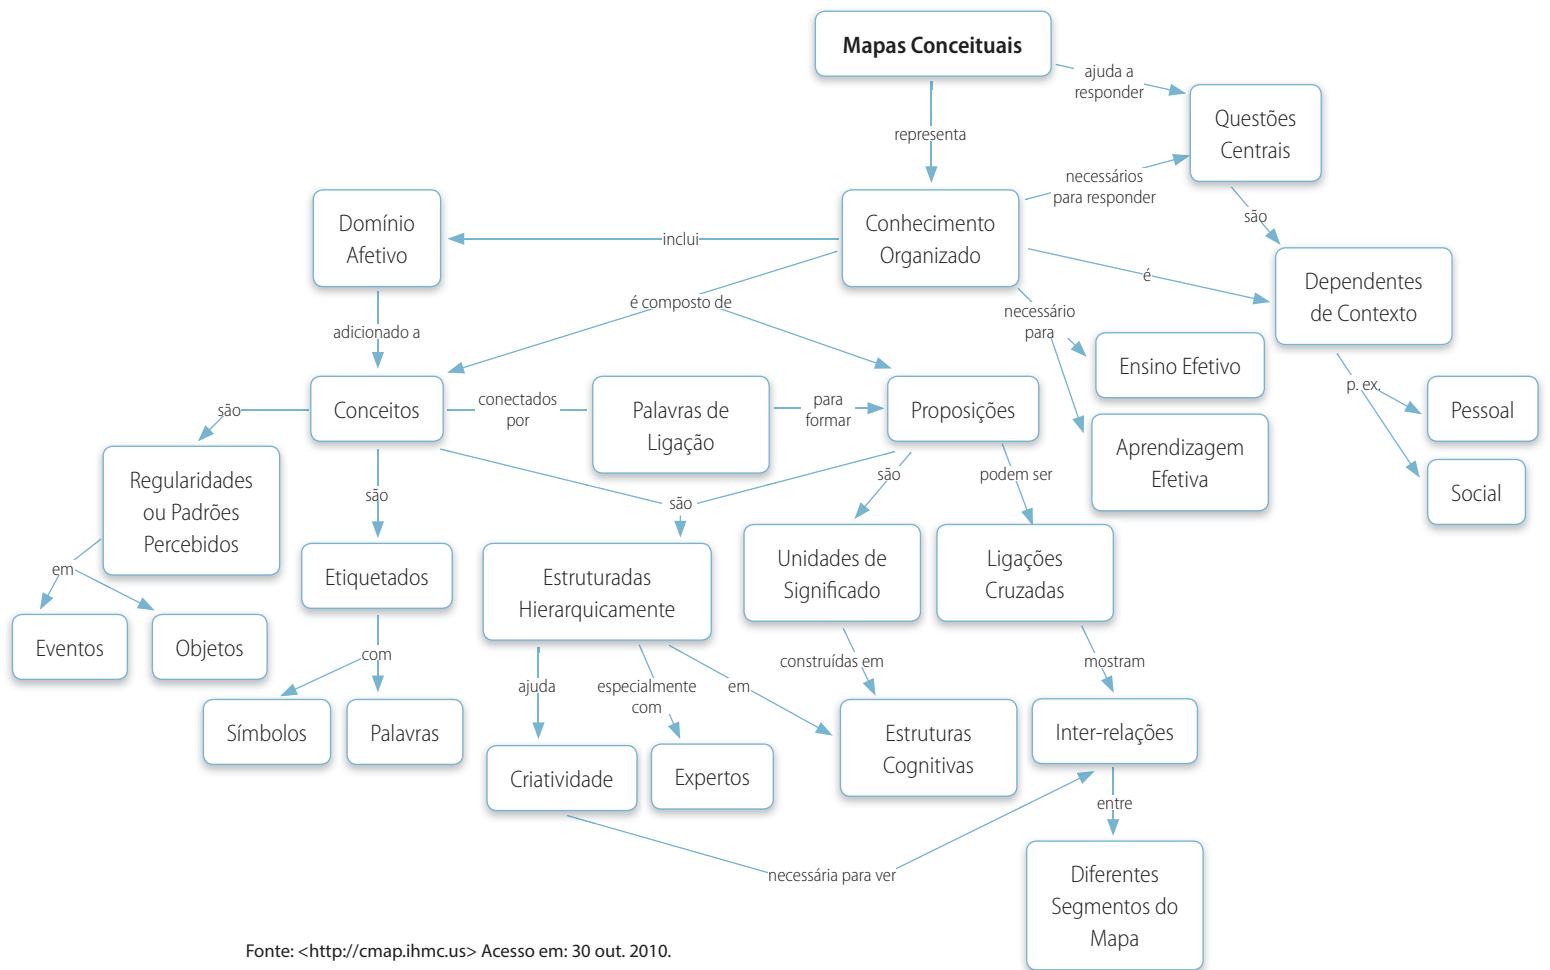 Mapas Conceituais
ajuda a
responder
Questões
Centrais
representa
necessários
para responder
são
Domínio
Afetivo
inclui
Conhecimento
Organizado
é
Dependentes
de Contexto
é composto de
necessário
para
adicionado a
Ensino Efetivo
p. ex.
Pessoal
são
Conceitos
conectados
por
Palavras de
Ligação
para
formar
Proposições
Aprendizagem
Efetiva
Social
Regularidades
ou Padrões
Percebidos
são
são
são
podem ser
em
Etiquetados
Estruturadas
Hierarquicamente
Unidades de
Significado
Ligações
Cruzadas
Eventos
Objetos
com
construídas em
mostram
ajuda
especialmente
com
em
Símbolos
Palavras
Criatividade
Expertos
Estruturas
Cognitivas
Inter-relações
entre
necessária para ver
Diferentes
Segmentos do
Mapa
Fonte: <http://cmap.ihmc.us> Acesso em: 30 out. 2010.